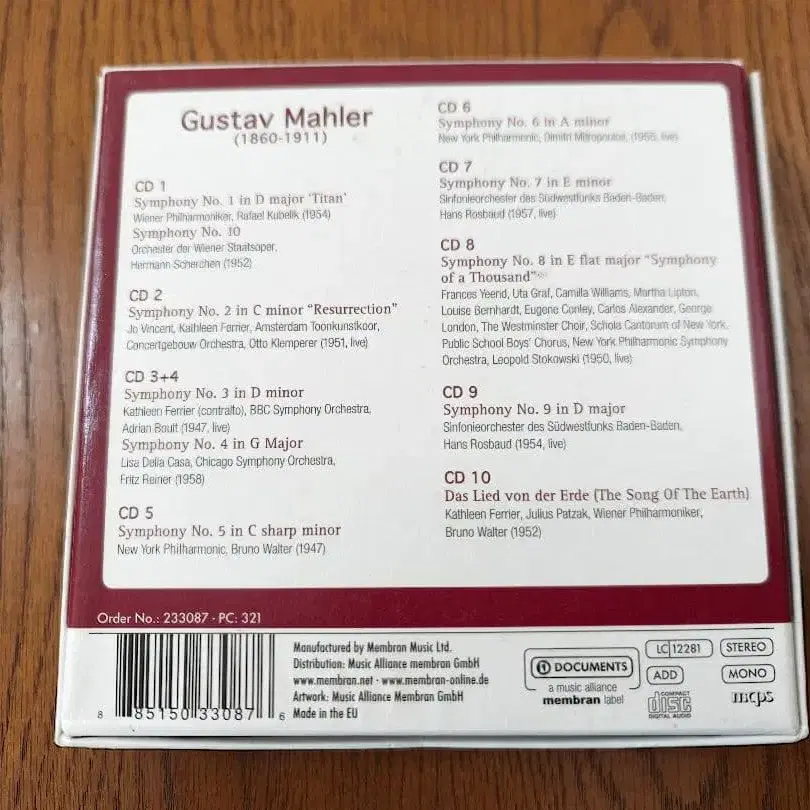 Gustav Mahler
(1860-1911)
CD 1
Symphony No. 1 in D major 'Titan'
Wiener Philharmoniker, Rafael Kubelik (1954)
Symphony No. 10
Orchester der Wiener Staatsoper,
Hermann Scherchen (1952)
CD 2
Symphony No. 2 in C minor "Resurrection"
Jo Vincent, Kathleen Ferrier, Amsterdam Toonkunstkoor,
Concertgebouw Orchestra, Otto Klemperer (1951, live)
CD 3+4
Symphony No. 3 in D minor
Kathleen Ferrier (contralto), BBC Symphony Orchestra,
Adrian Boult (1947, live)
Symphony No. 4 in G Major
Lisa Della Casa, Chicago Symphony Orchestra,
Fritz Reiner (1958)
CD 5
Symphony No. 5 in C sharp minor
New York Philharmonic, Bruno Walter (1947)
CD 6
Symphony No. 6 in A minor
New York Philharmonic, Dimitri Mitropoulos, (1955, live)
CD 7
Symphony No. 7 in E minor
Sinfonieorchester des Südwestfunks Baden-Baden,
Hans Rosbaud (1957, live)
CD 8
Symphony No. 8 in E flat major "Symphony
of a Thousand"
Frances Yeend, Uta Graf, Camilla Williams, Martha Lipton,
Louise Bernhardt, Eugene Conley, Carlos Alexander, George
London, The Westminster Choir, Schola Cantorum of New York,
Public School Boys' Chorus, New York Philharmonic Symphony
Orchestra, Leopold Stokowski (1950, live)
CD 9
Symphony No. 9 in D major
Sinfonieorchester des Südwestfunks Baden-Baden,
Hans Rosbaud (1954, live)
CD 10
Das Lied von der Erde (The Song Of The Earth)
Kathleen Ferrier, Julius Patzak, Wiener Philharmoniker,
Bruno Walter (1952)
Order No.: 233087 · PC: 321
8 85150 33087 6
Manufactured by Membran Music Ltd.
Distribution: Music Alliance membran GmbH
www.membran.net · www.membran-online.de
Artwork: Music Alliance Membran GmbH
Made in the EU
DOCUMENTS
a music alliance
membran label
LC 12281
STEREO
ADD
MONO
COMPACT
disc
DIGITAL AUDIO
mcps